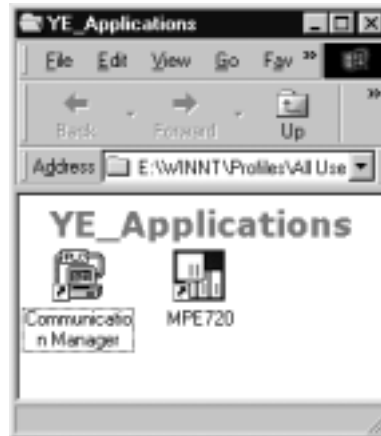 YE_Applications
File Edit View Go Fav »
Back Forward Up »
Address E:\WINNT\Profiles\All Use
YE_Applications
Communicatio
n Manager
MPE720